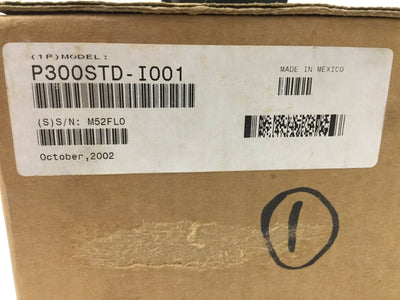 (1P)MODEL:
P300STD-I001
MADE IN MEXICO
(S)S/N: M52FL0
October,2002
1